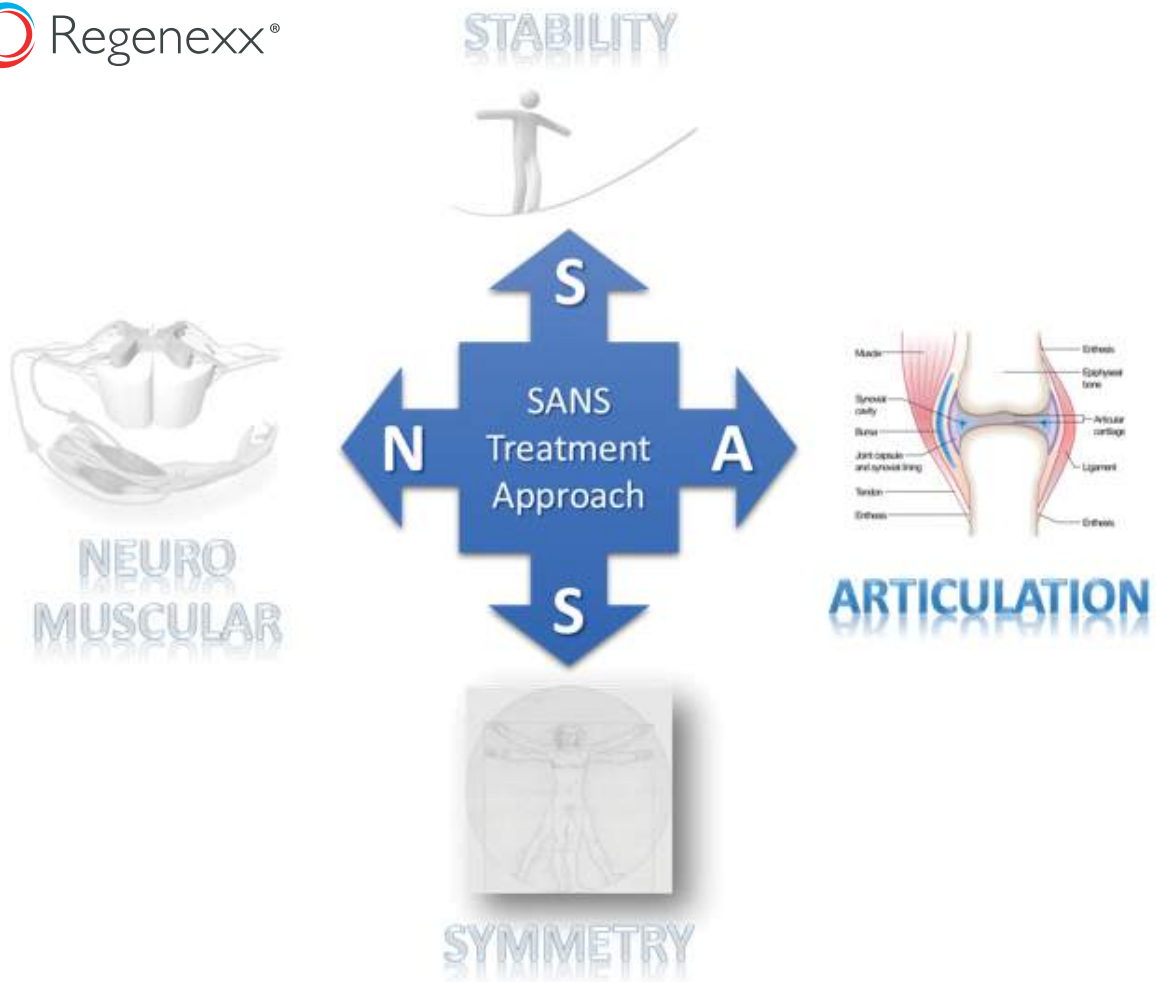 Regenexx®
STABILITY
S
SANS
Treatment
Approach
N
A
S
NEURO
MUSCULAR
Muscle
Synovial
cavity
Bursa
Joint capsule
and synovial lining
Tendon
Enthesis
Enthesis
Epiphyseal
bone
Articular
cartilage
Ligament
Enthesis
ARTICULATION
SYMMETRY